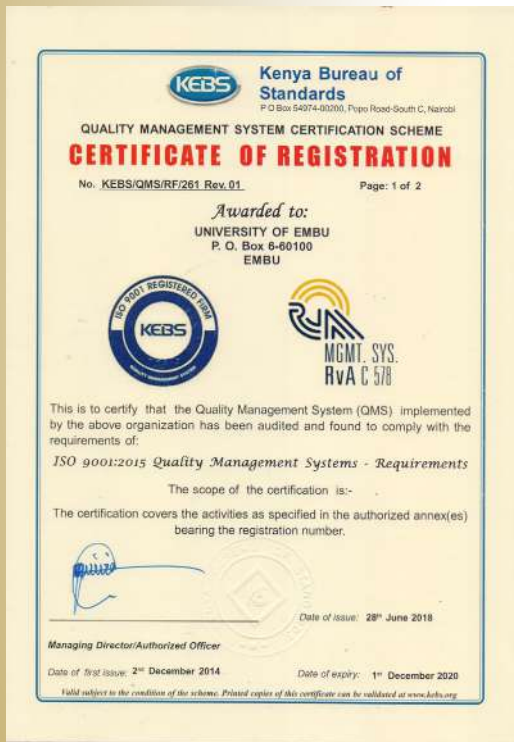 KEBS
Kenya Bureau of
Standards
P O Box 54974-00200, Popo Road-South C, Nairobi
QUALITY MANAGEMENT SYSTEM CERTIFICATION SCHEME
CERTIFICATE OF REGISTRATION
No. KEBS/QMS/RF/261 Rev. 01
Page: 1 of 2
Awarded to:
UNIVERSITY OF EMBU
P. O. Box 6-60100
EMBU
ISO 9001 REGISTERED FIRM
KEBS
QUALITY MANAGEMENT SYSTEM
RvA
MGMT. SYS.
RvA C 578
This is to certify that the Quality Management System (QMS) implemented
by the above organization has been audited and found to comply with the
requirements of:
ISO 9001:2015 Quality Management Systems - Requirements
The scope of the certification is:-
The certification covers the activities as specified in the authorized annex(es)
bearing the registration number.
Date of issue: 28th June 2018
Managing Director/Authorized Officer
Date of first issue: 2nd December 2014
Date of expiry: 1st December 2020
Valid subject to the condition of the scheme. Printed copies of this certificate can be validated at www.kebs.org